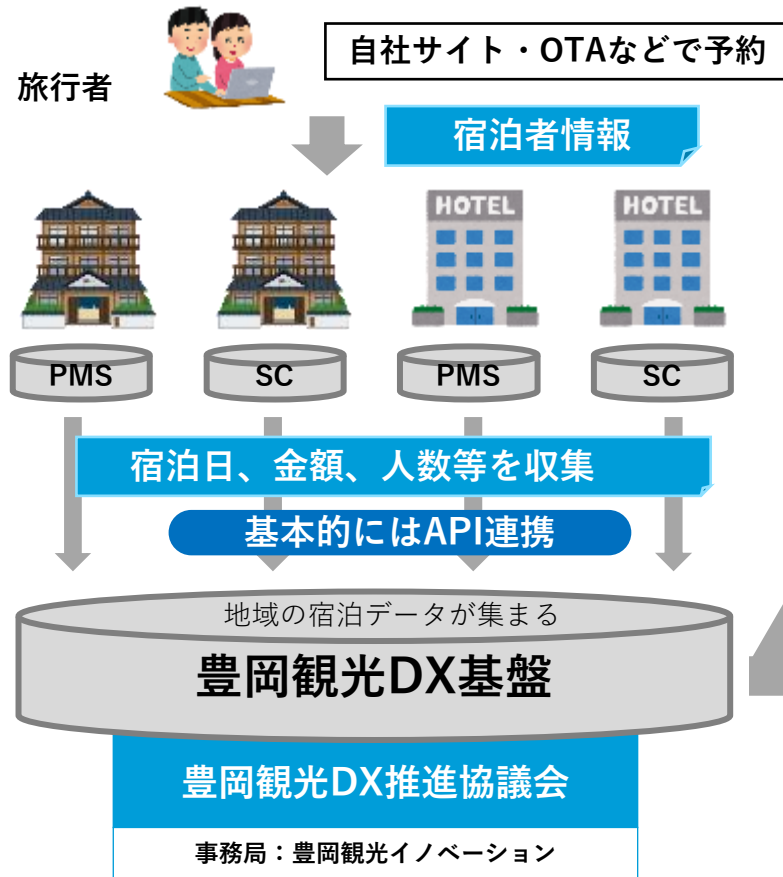 自社サイト・OTAなどで予約
旅行者
宿泊者情報
HOTEL
HOTEL
PMS
SC
PMS
SC
宿泊日、金額、人数等を収集
基本的にはAPI連携
地域の宿泊データが集まる
豊岡観光DX基盤
豊岡観光DX推進協議会
事務局：豊岡観光イノベーション